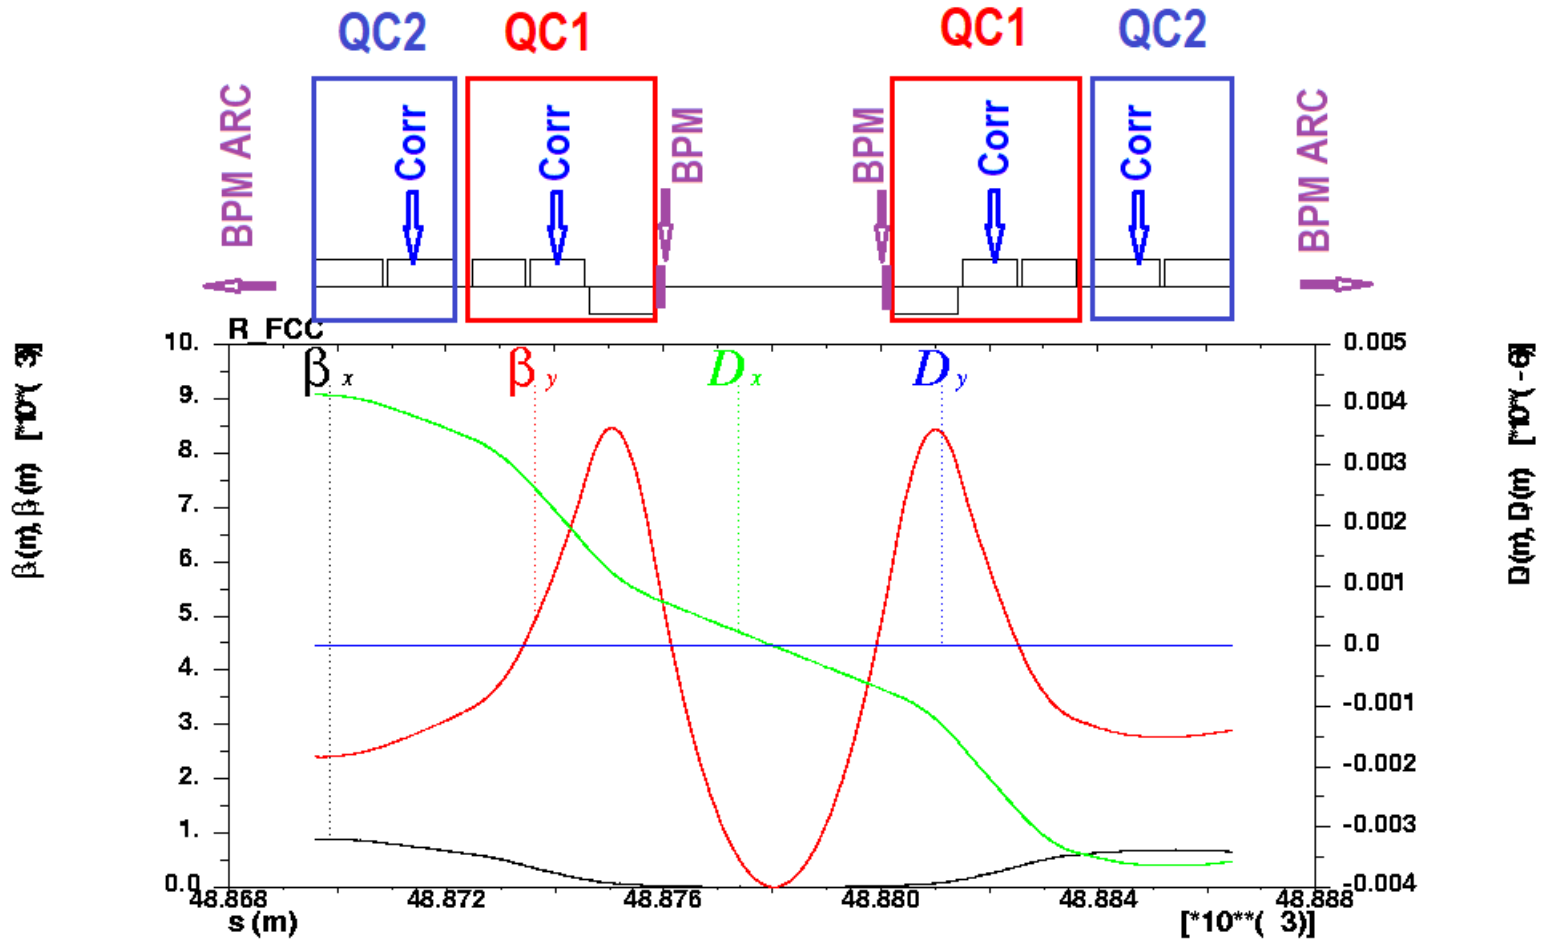 QC2 QC1 QC1 QC2
BPM ARC
Corr
Corr
BPM
BPM
Corr
Corr
BPM ARC
R_FCC
β x β y D x D y
10.
9.
8.
7.
6.
5.
4.
3.
2.
1.
0.0
0.005
0.004
0.003
0.002
0.001
0.0
-0.001
-0.002
-0.003
-0.004
48.868 48.872 48.876 48.880 48.884 48.888
s (m) [*10**( 3)]
β (m), β (m) [*10**( 3)]
D (m), D (m)